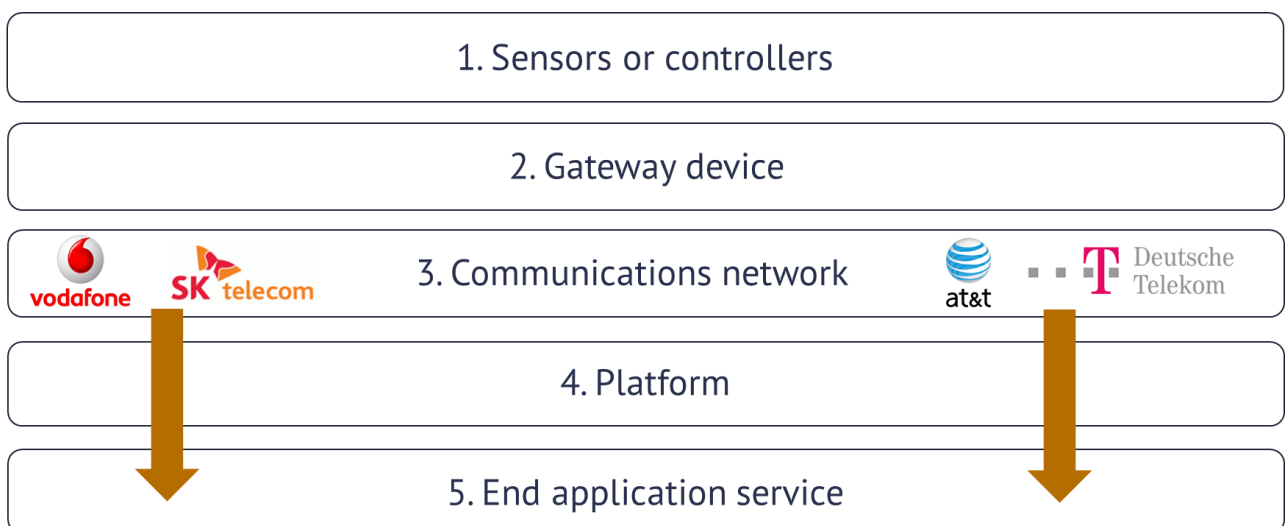 1. Sensors or controllers
2. Gateway device
vodafone
SK telecom
3. Communications network
at&t
T
Deutsche
Telekom
4. Platform
5. End application service